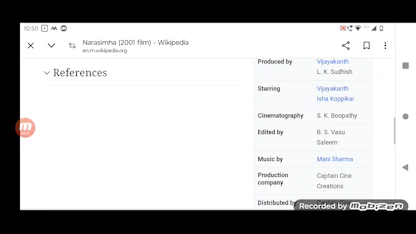 10:50
Narasimha (2001 film) - Wikipedia
en.m.wikipedia.org
References
Produced by
Vijayakanth
L. K. Sudhish
Starring
Vijayakanth
Isha Koppikar
Cinematography
S. K. Boopathy
Edited by
B. S. Vasu
Saleem
Music by
Mani Sharma
Production
company
Captain Cine
Creations
Distributed by
Recorded by Mobizen